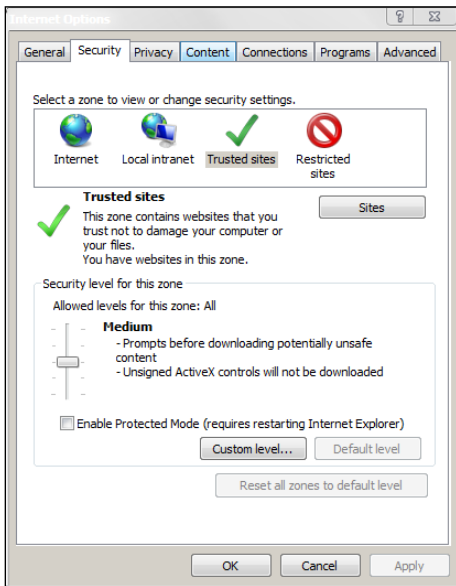 Internet Options
General Security Privacy Content Connections Programs Advanced
Select a zone to view or change security settings.
Internet Local intranet Trusted sites Restricted
sites
Trusted sites
Sites
This zone contains websites that you
trust not to damage your computer or
your files.
You have websites in this zone.
Security level for this zone
Allowed levels for this zone: All
Medium
- Prompts before downloading potentially unsafe
content
- Unsigned ActiveX controls will not be downloaded
Enable Protected Mode (requires restarting Internet Explorer)
Custom level... Default level
Reset all zones to default level
OK Cancel Apply